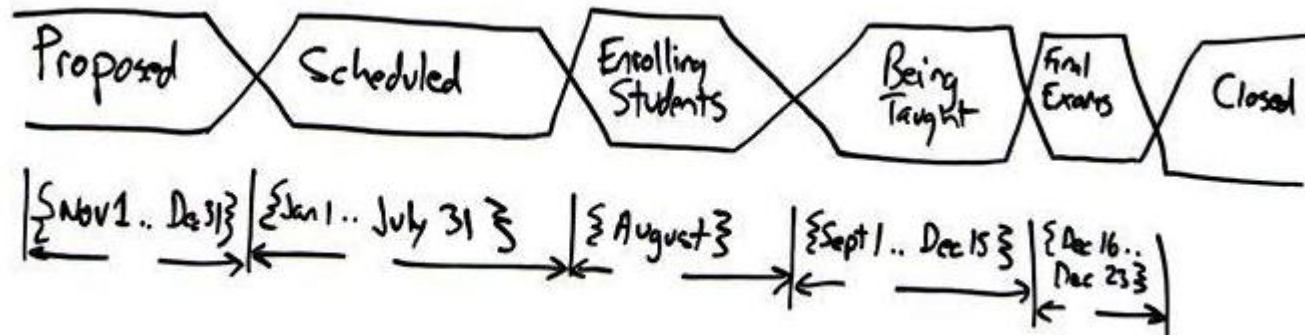 Proposed
Scheduled
Enrolling
Students
Being
Taught
Final
Exams
Closed
{Nov 1 .. Dec 31}
{Jan 1 .. July 31}
{August}
{Sept 1 .. Dec 15}
{Dec 16 ..
Dec 23}